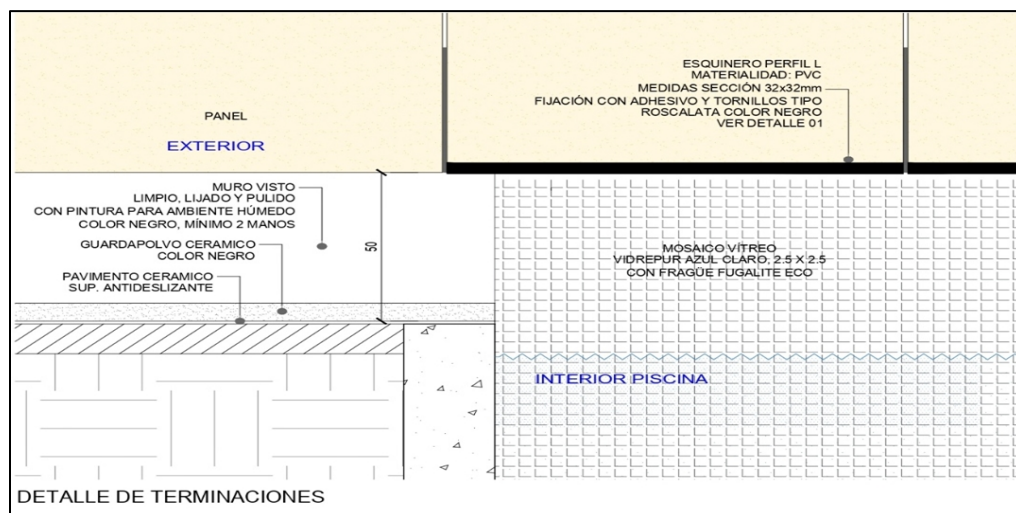 ESQUINERO PERFIL L
MATERIALIDAD: PVC
MEDIDAS SECCIÓN 32x32mm
FIJACIÓN CON ADHESIVO Y TORNILLOS TIPO
ROSCALATA COLOR NEGRO
VER DETALLE 01
PANEL
EXTERIOR
MURO VISTO
LIMPIO, LIJADO Y PULIDO
CON PINTURA PARA AMBIENTE HÚMEDO
COLOR NEGRO, MÍNIMO 2 MANOS
GUARDAPOLVO CERAMICO
COLOR NEGRO
PAVIMENTO CERAMICO
SUP. ANTIDESLIZANTE
50
MOSAICO VÍTREO
VIDREPUR AZUL CLARO, 2.5 X 2.5
CON FRAGÜE FUGALITE ECO
INTERIOR PISCINA
DETALLE DE TERMINACIONES